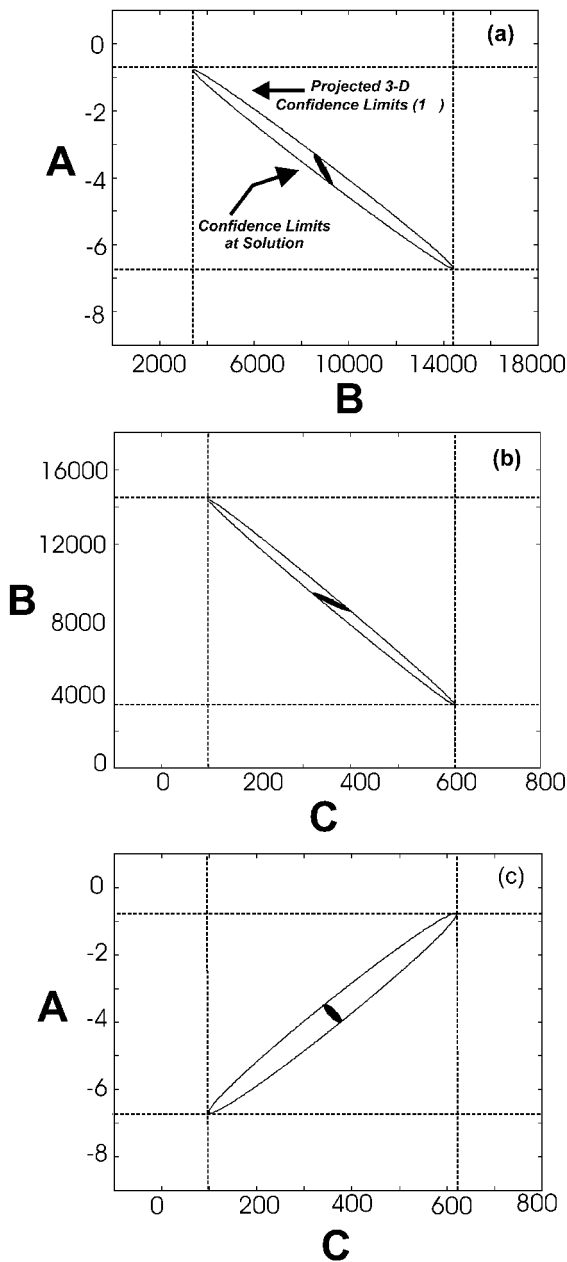 (a)
0
-2
-4
-6
-8
A
Projected 3-D
Confidence Limits (1 )
Confidence Limits
at Solution
2000 6000 10000 14000 18000
B
(b)
16000
12000
8000
4000
0
B
0 200 400 600 800
C
(c)
0
-2
-4
-6
-8
A
0 200 400 600 800
C